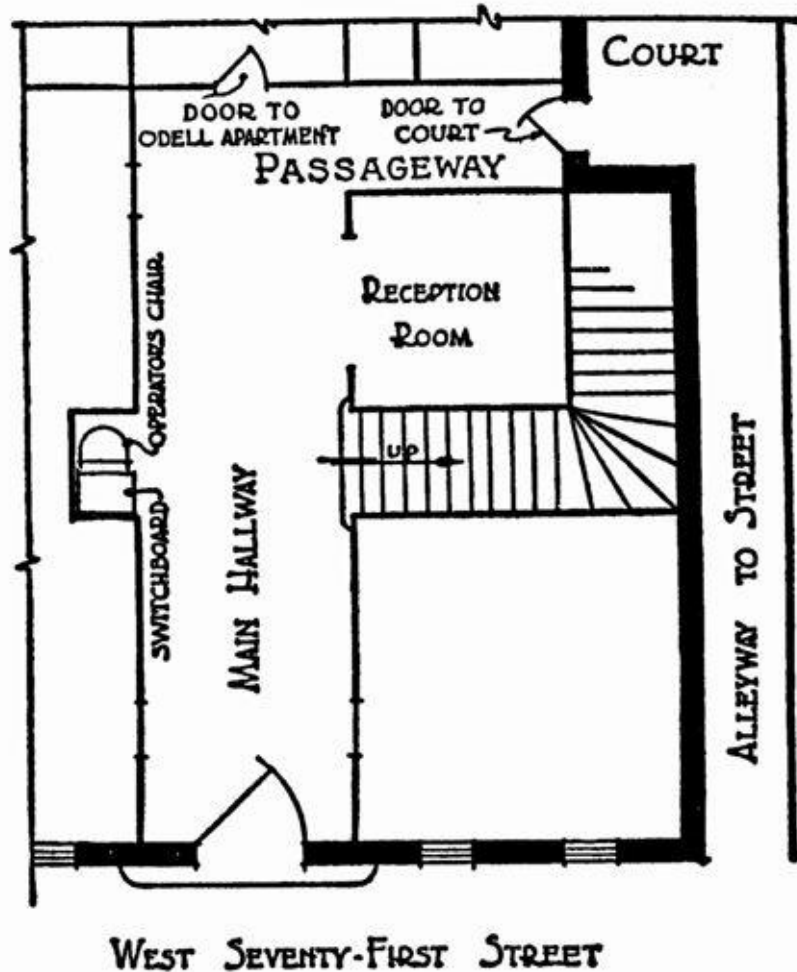 COURT
DOOR TO
ODELL APARTMENT
DOOR TO
COURT
PASSAGEWAY
RECEPTION
ROOM
OPERATORS CHAIR
UP
SWITCHBOARD
MAIN HALLWAY
ALLEYWAY TO STREET
WEST SEVENTY-FIRST STREET